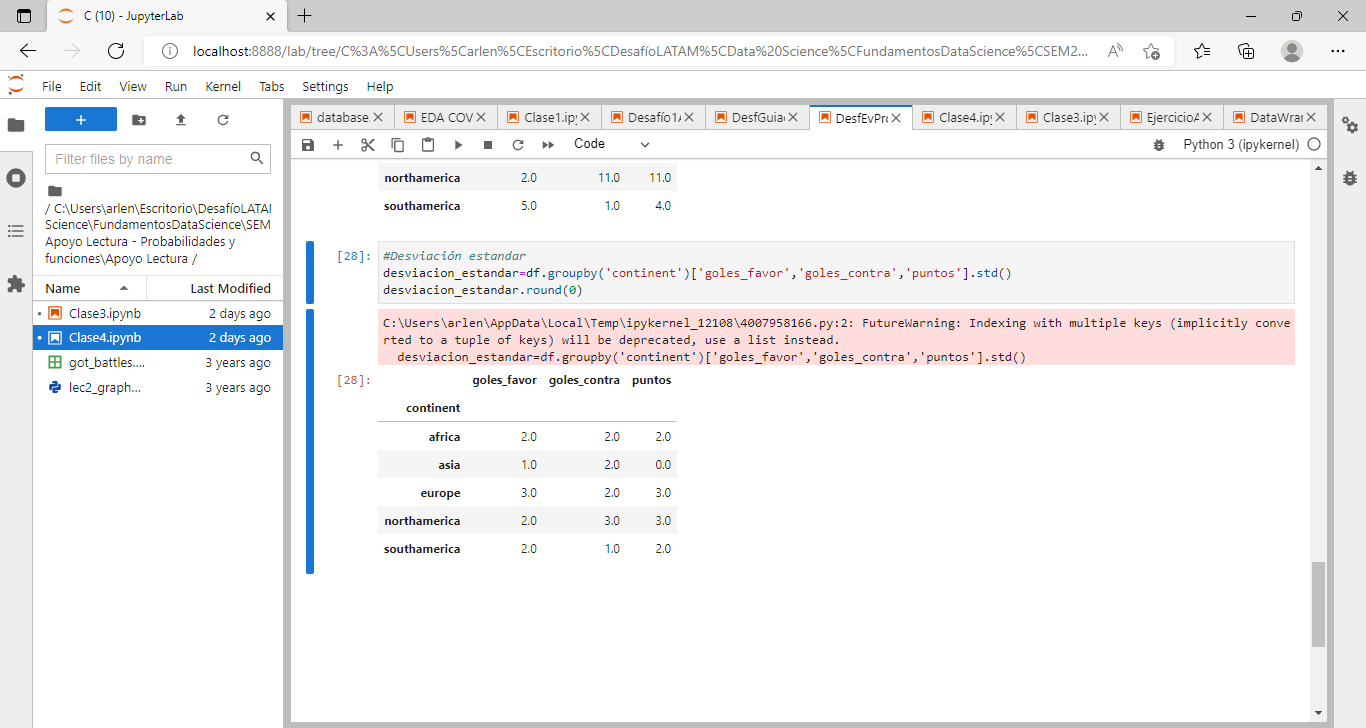 C (10) - JupyterLab
localhost:8888/lab/tree/C%3A%5CUsers%5Carlen%5CEscritorio%5CDesafíoLATAM%5CData%20Science%5CFundamentosDataScience%5CSEM2...
File Edit View Run Kernel Tabs Settings Help
Filter files by name
/ C:\Users\arlen\Escritorio\DesafíoLATAM
Science\FundamentosDataScience\SEM
Apoyo Lectura - Probabilidades y
funciones\Apoyo Lectura /
Name Last Modified
Clase3.ipynb 2 days ago
Clase4.ipynb 2 days ago
got_battles.... 3 years ago
lec2_graph... 3 years ago
database EDA COV Clase1.ipy Desafío1/ DesfGuia DesfEvPro Clase4.ipy Clase3.ipy EjercicioA DataWran
Code Python 3 (ipykernel)
northamerica 2.0 11.0 11.0
southamerica 5.0 1.0 4.0
[28]: #Desviación estandar
desviacion_estandar=df.groupby('continent')['goles_favor','goles_contra','puntos'].std()
desviacion_estandar.round(0)
C:\Users\arlen\AppData\Local\Temp\ipykernel_12108\4007958166.py:2: FutureWarning: Indexing with multiple keys (implicitly conve
rted to a tuple of keys) will be deprecated, use a list instead.
desviacion_estandar=df.groupby('continent')['goles_favor','goles_contra','puntos'].std()
[28]: goles_favor goles_contra puntos
continent
africa 2.0 2.0 2.0
asia 1.0 2.0 0.0
europe 3.0 2.0 3.0
northamerica 2.0 3.0 3.0
southamerica 2.0 1.0 2.0